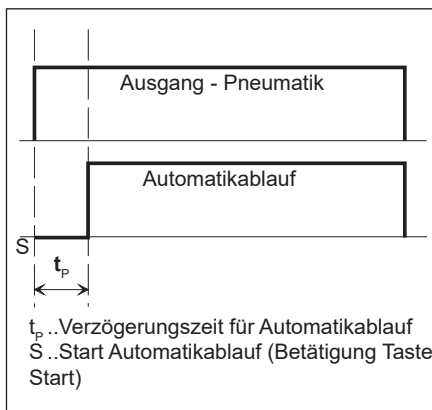 Ausgang - Pneumatik
Automatikablauf
S
tP
tP ..Verzögerungszeit für Automatikablauf
S ..Start Automatikablauf (Betätigung Taste
Start)